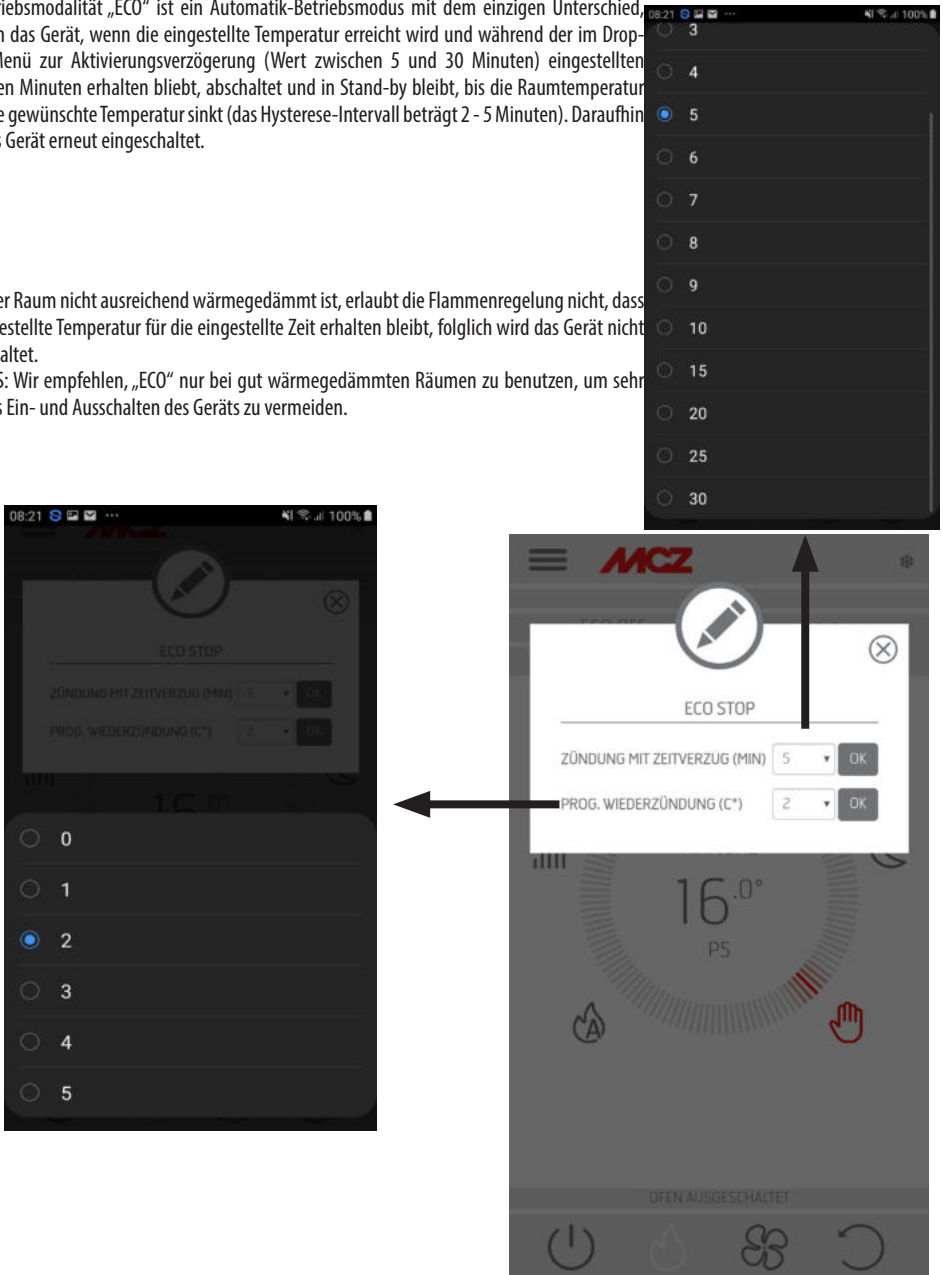 riebsmodalität „ECO“ ist ein Automatik-Betriebsmodus mit dem einzigen Unterschied,
n das Gerät, wenn die eingestellte Temperatur erreicht wird und während der im Drop-
Menü zur Aktivierungsverzögerung (Wert zwischen 5 und 30 Minuten) eingestellten
en Minuten erhalten bliebt, abschaltet und in Stand-by bleibt, bis die Raumtemperatur
e gewünschte Temperatur sinkt (das Hysterese-Intervall beträgt 2 - 5 Minuten). Daraufhin
s Gerät erneut eingeschaltet.
er Raum nicht ausreichend wärmegedämmt ist, erlaubt die Flammenregelung nicht, dass
estellte Temperatur für die eingestellte Zeit erhalten bleibt, folglich wird das Gerät nicht
altet.
S: Wir empfehlen, „ECO“ nur bei gut wärmegedämmten Räumen zu benutzen, um sehr
s Ein- und Ausschalten des Geräts zu vermeiden.
08:21 100%
3
4
5
6
7
8
9
10
15
20
25
30
08:21 100%
MCZ
ECO STOP
ZÜNDUNG MIT ZEITVERZUG (MIN) 5 OK
PROG. WIEDERZÜNDUNG (C°) 2 OK
16.0°
0
1
2
3
4
5
MCZ
ECO OFF
ECO STOP
ZÜNDUNG MIT ZEITVERZUG (MIN) 5 OK
PROG. WIEDERZÜNDUNG (C°) 2 OK
16.0°
P5
A
OFEN AUSGESCHALTET